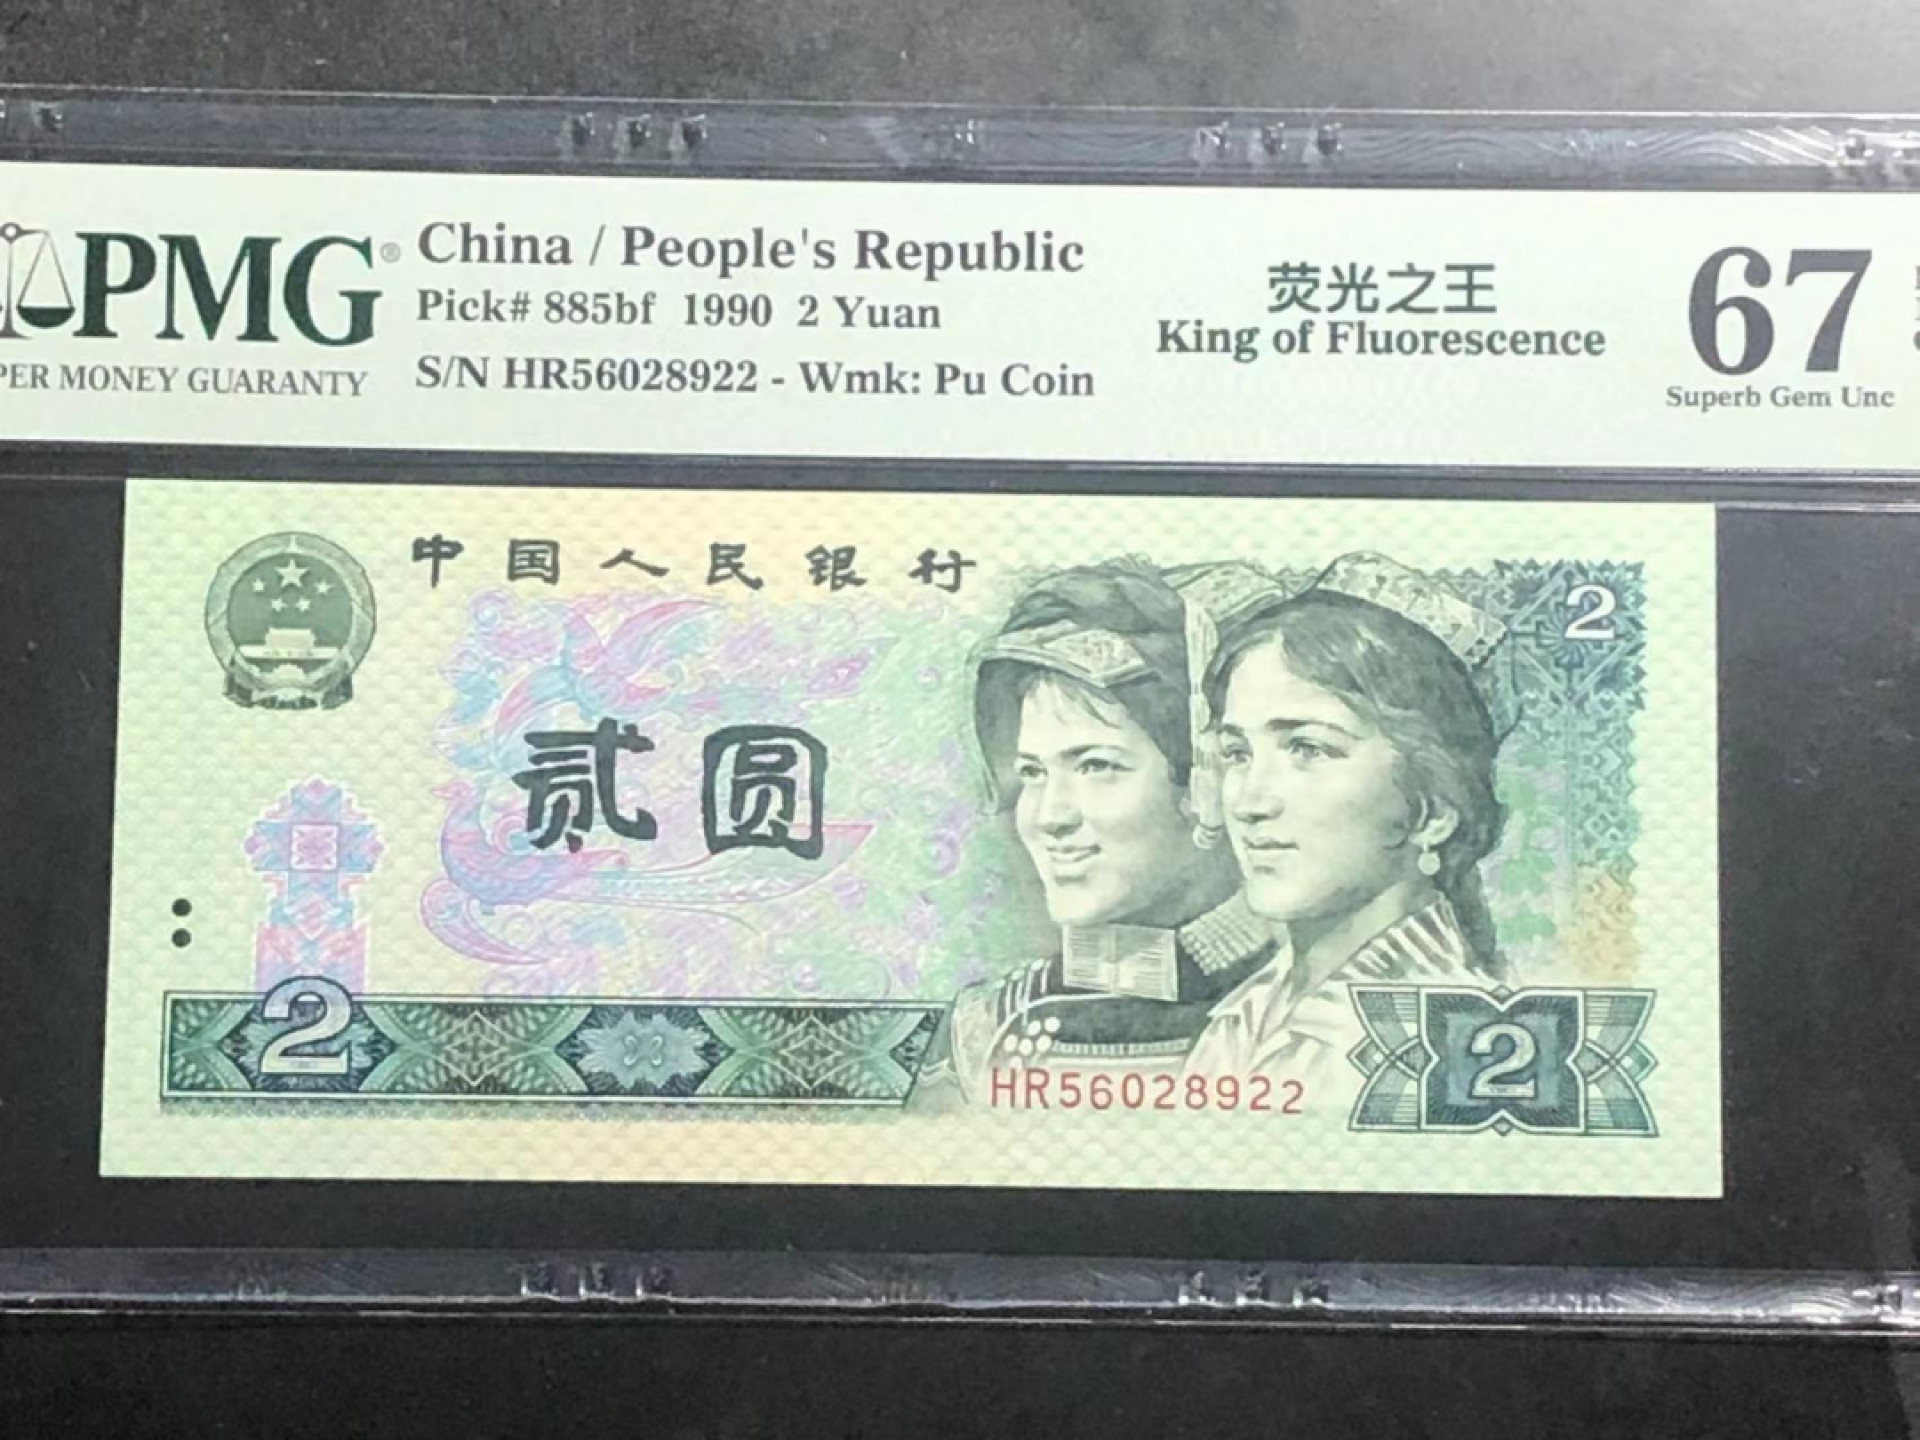 PMG®
PER MONEY GUARANTY
China / People's Republic
Pick# 885bf 1990 2 Yuan
S/N HR56028922 - Wmk: Pu Coin
荧光之王
King of Fluorescence
67
Superb Gem Unc
中国人民银行
2
贰圆
2
HR56028922
2